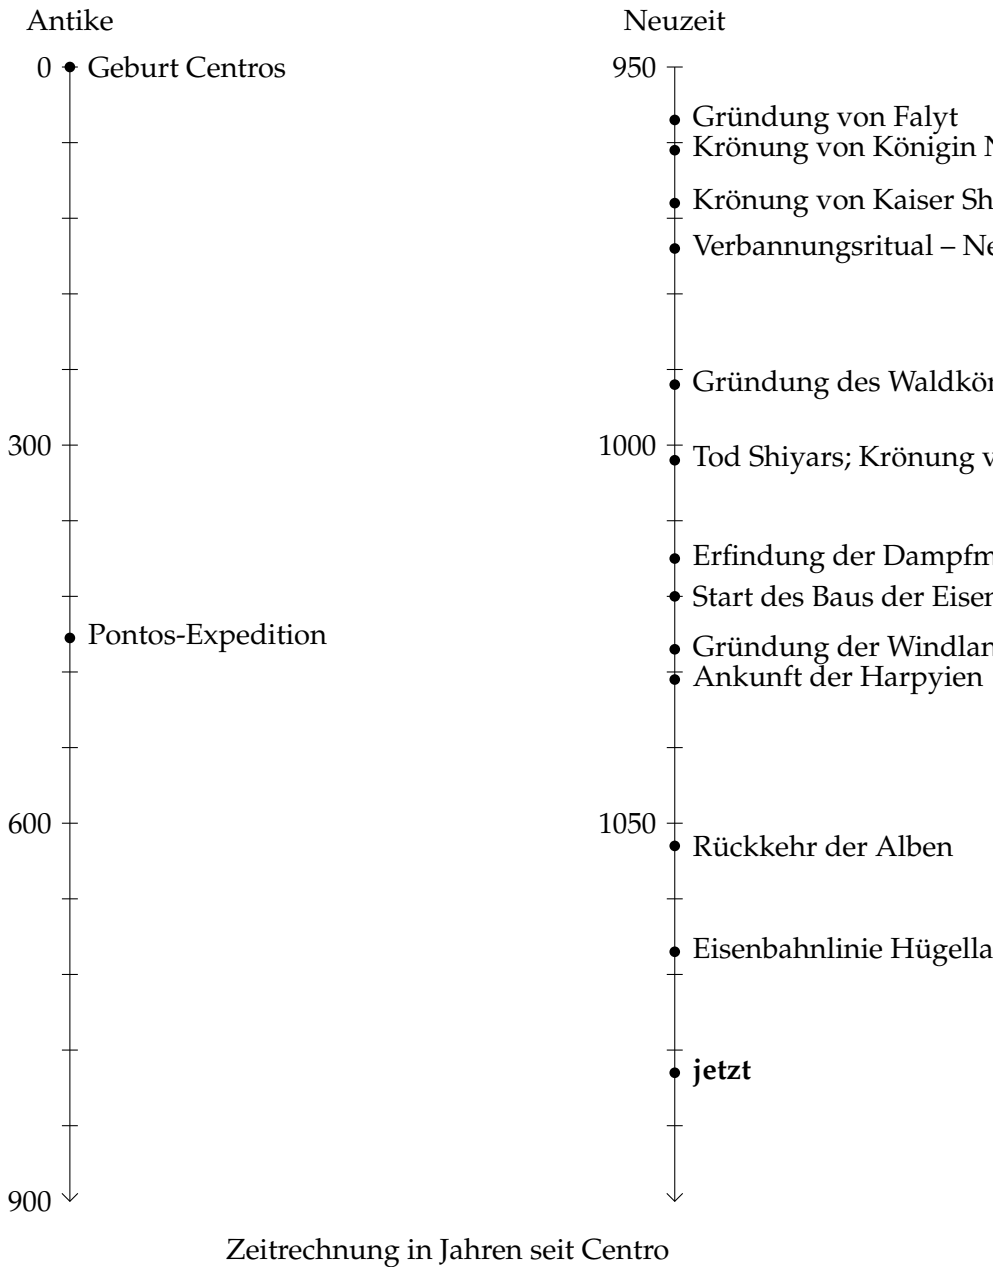 Antike
0 Geburt Centros
300
Pontos-Expedition
600
900
Neuzeit
950
Gründung von Falyt
Krönung von Königin
Krönung von Kaiser
Verbannungsritual –
Gründung des
1000
Tod Shiyars; Krönung
Erfindung der
Start des Baus der
Gründung der
Ankunft der Harpyien
1050
Rückkehr der Alben
Eisenbahnlinie
jetzt
Zeitrechnung in Jahren seit Centro